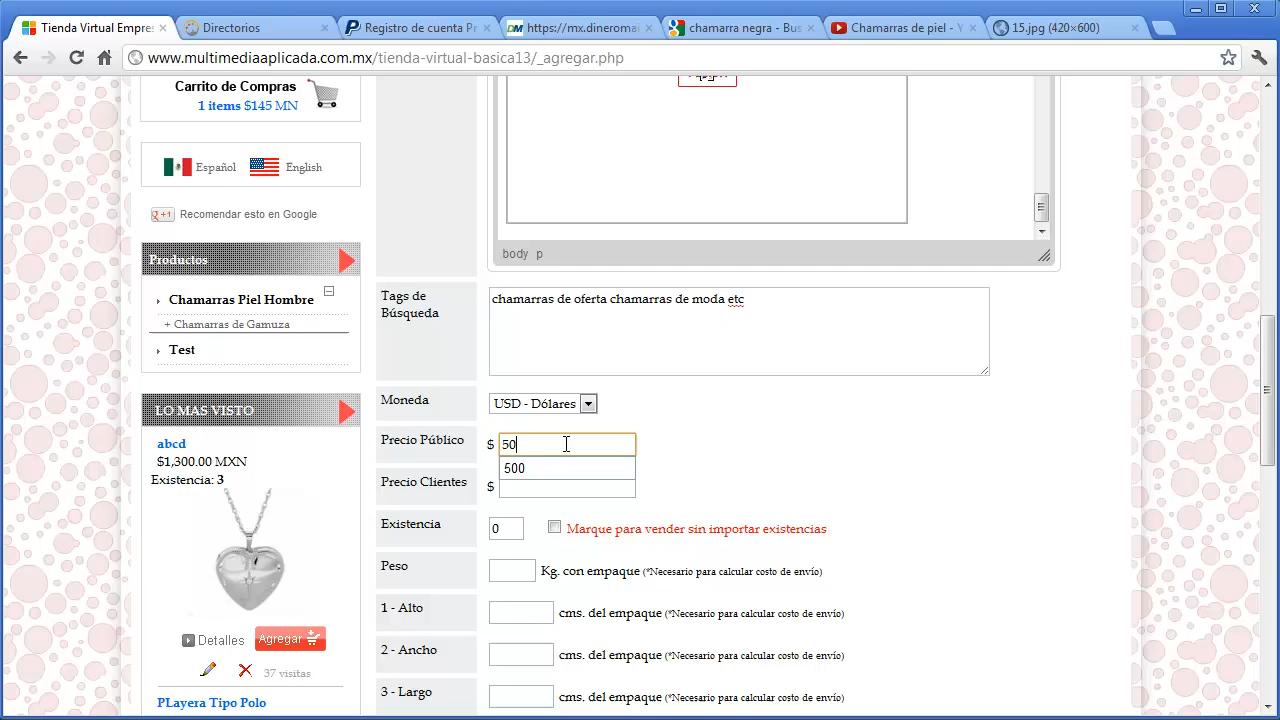 Tienda Virtual Empre
Directorios
Registro de cuenta Pr
https://mx.dineromai
chamarra negra - Bus
Chamarras de piel - Y
15.jpg (420×600)
www.multimediaaplicada.com.mx/tienda-virtual-basica13/_agregar.php
Carrito de Compras
1 items $145 MN
Español
English
+1 Recomendar esto en Google
Productos
Chamarras Piel Hombre
+ Chamarras de Gamuza
Test
LO MAS VISTO
abcd
$1,300.00 MXN
Existencia: 3
Detalles
Agregar
37 visitas
PLayera Tipo Polo
body p
Tags de
Búsqueda
chamarras de oferta chamarras de moda etc
Moneda
USD - Dólares
Precio Público
$ 50
500
Precio Clientes
$
Existencia
0
Marque para vender sin importar existencias
Peso
Kg. con empaque (*Necesario para calcular costo de envío)
1 - Alto
cms. del empaque (*Necesario para calcular costo de envío)
2 - Ancho
cms. del empaque (*Necesario para calcular costo de envío)
3 - Largo
cms. del empaque (*Necesario para calcular costo de envío)